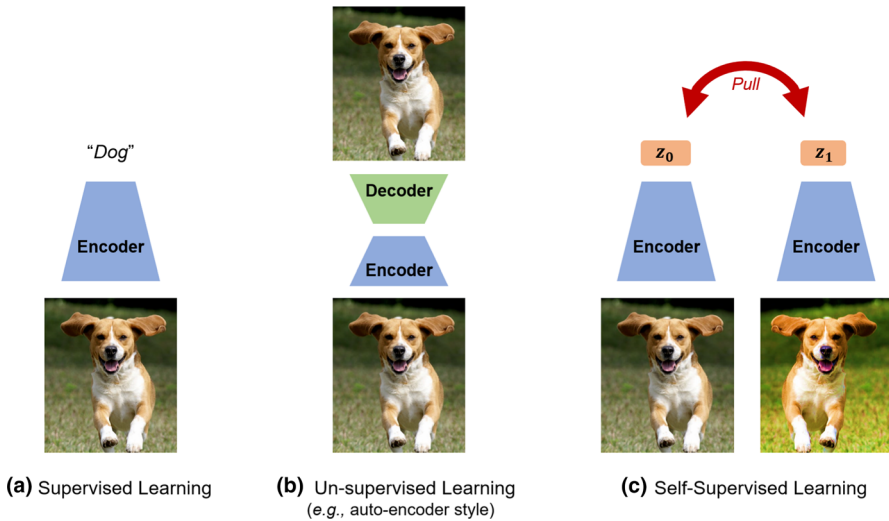 Pull
"Dog"
z₀
z₁
Decoder
Encoder
Encoder
Encoder
Encoder
(a) Supervised Learning
(b) Un-supervised Learning
(e.g., auto-encoder style)
(c) Self-Supervised Learning